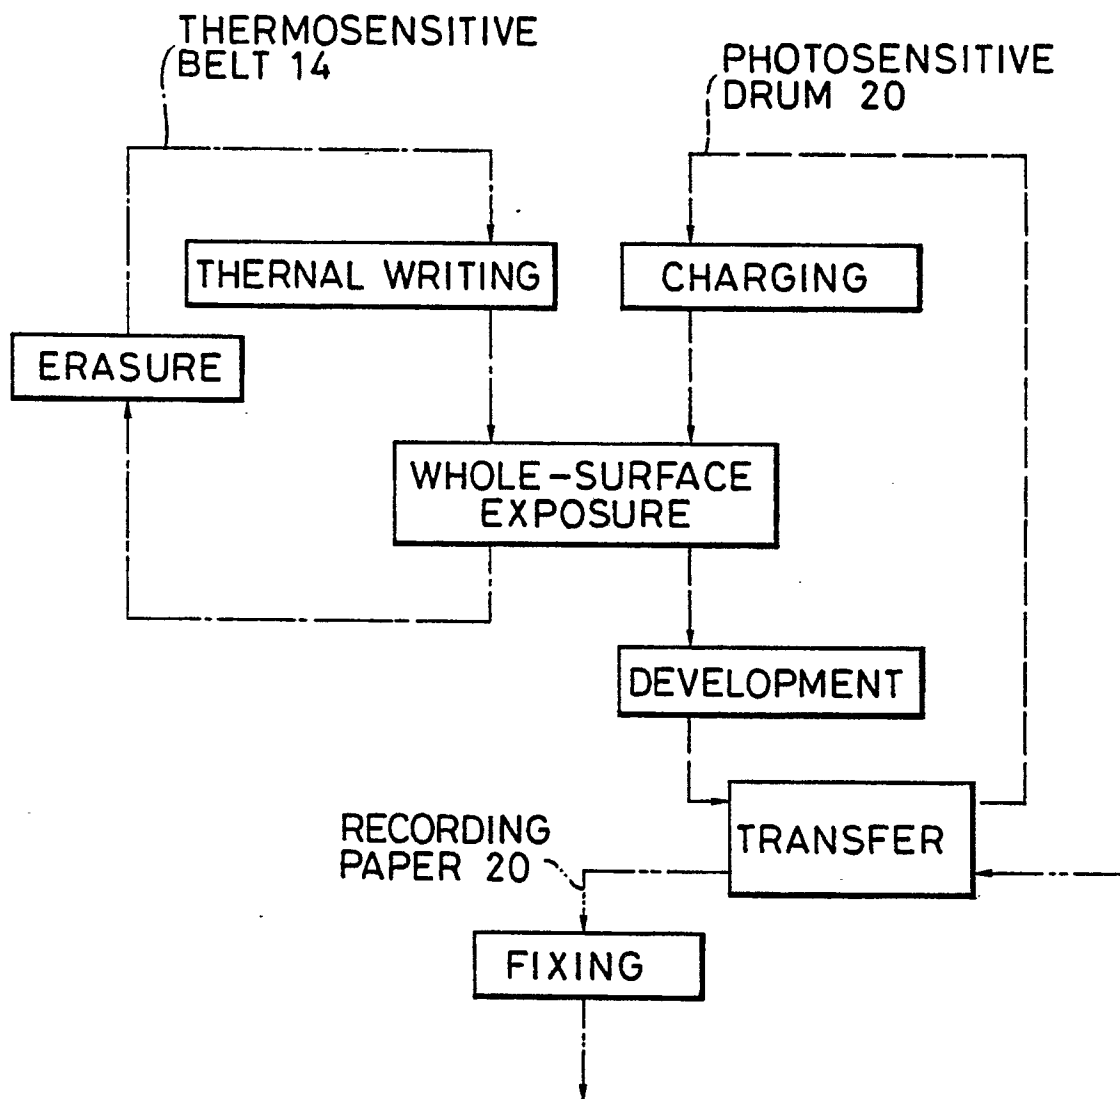 THERMOSENSITIVE
BELT 14
PHOTOSENSITIVE
DRUM 20
THERNAL WRITING
CHARGING
ERASURE
WHOLE-SURFACE
EXPOSURE
DEVELOPMENT
TRANSFER
RECORDING
PAPER 20
FIXING